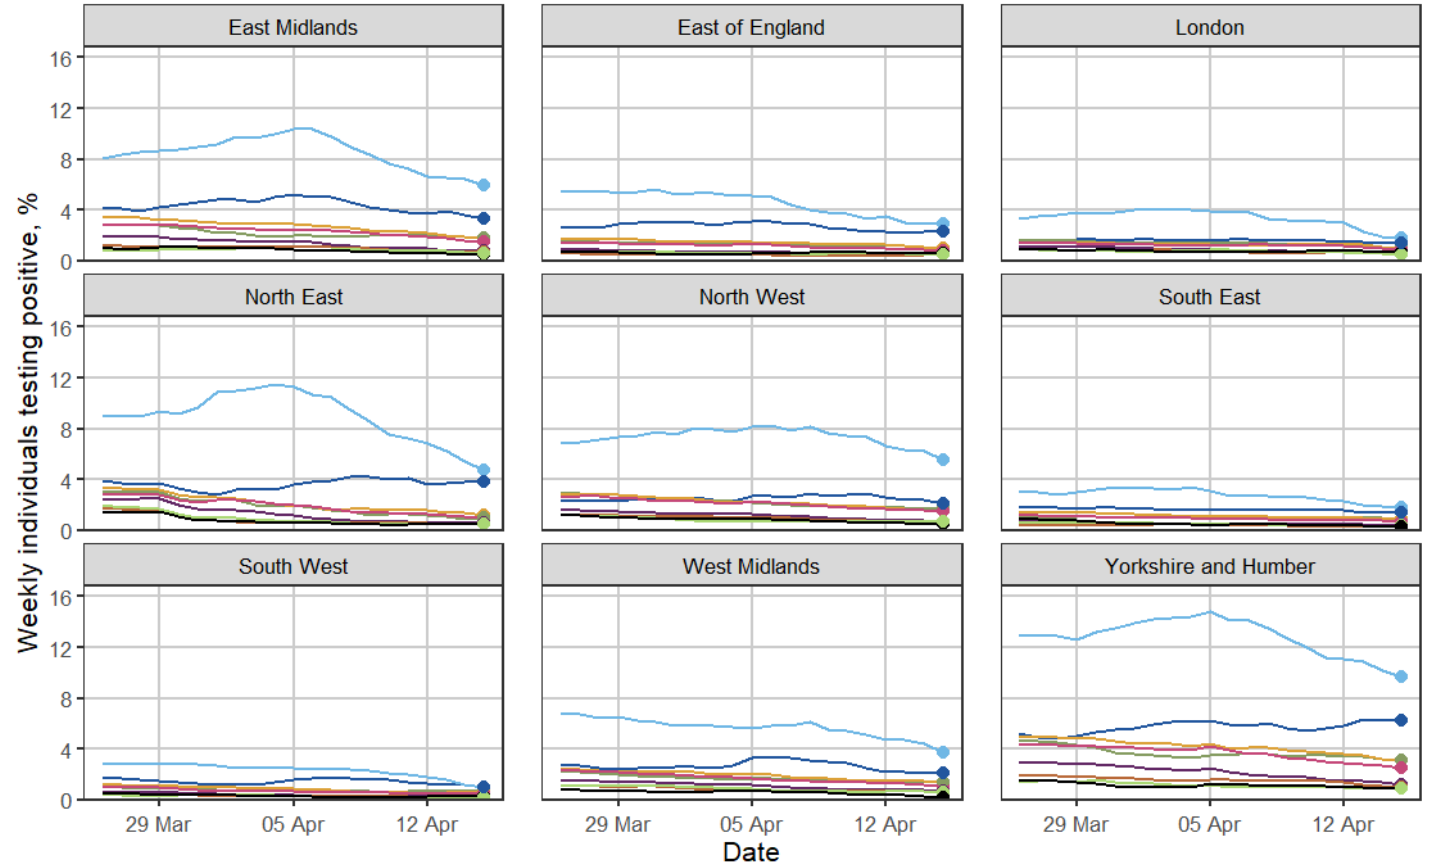 East Midlands East of England London
16
12
8
4
0
North East North West South East
16
12
8
4
0
South West West Midlands Yorkshire and Humber
16
12
8
4
0
29 Mar 05 Apr 12 Apr 29 Mar 05 Apr 12 Apr 29 Mar 05 Apr 12 Apr
Date
Weekly individuals testing positive, %